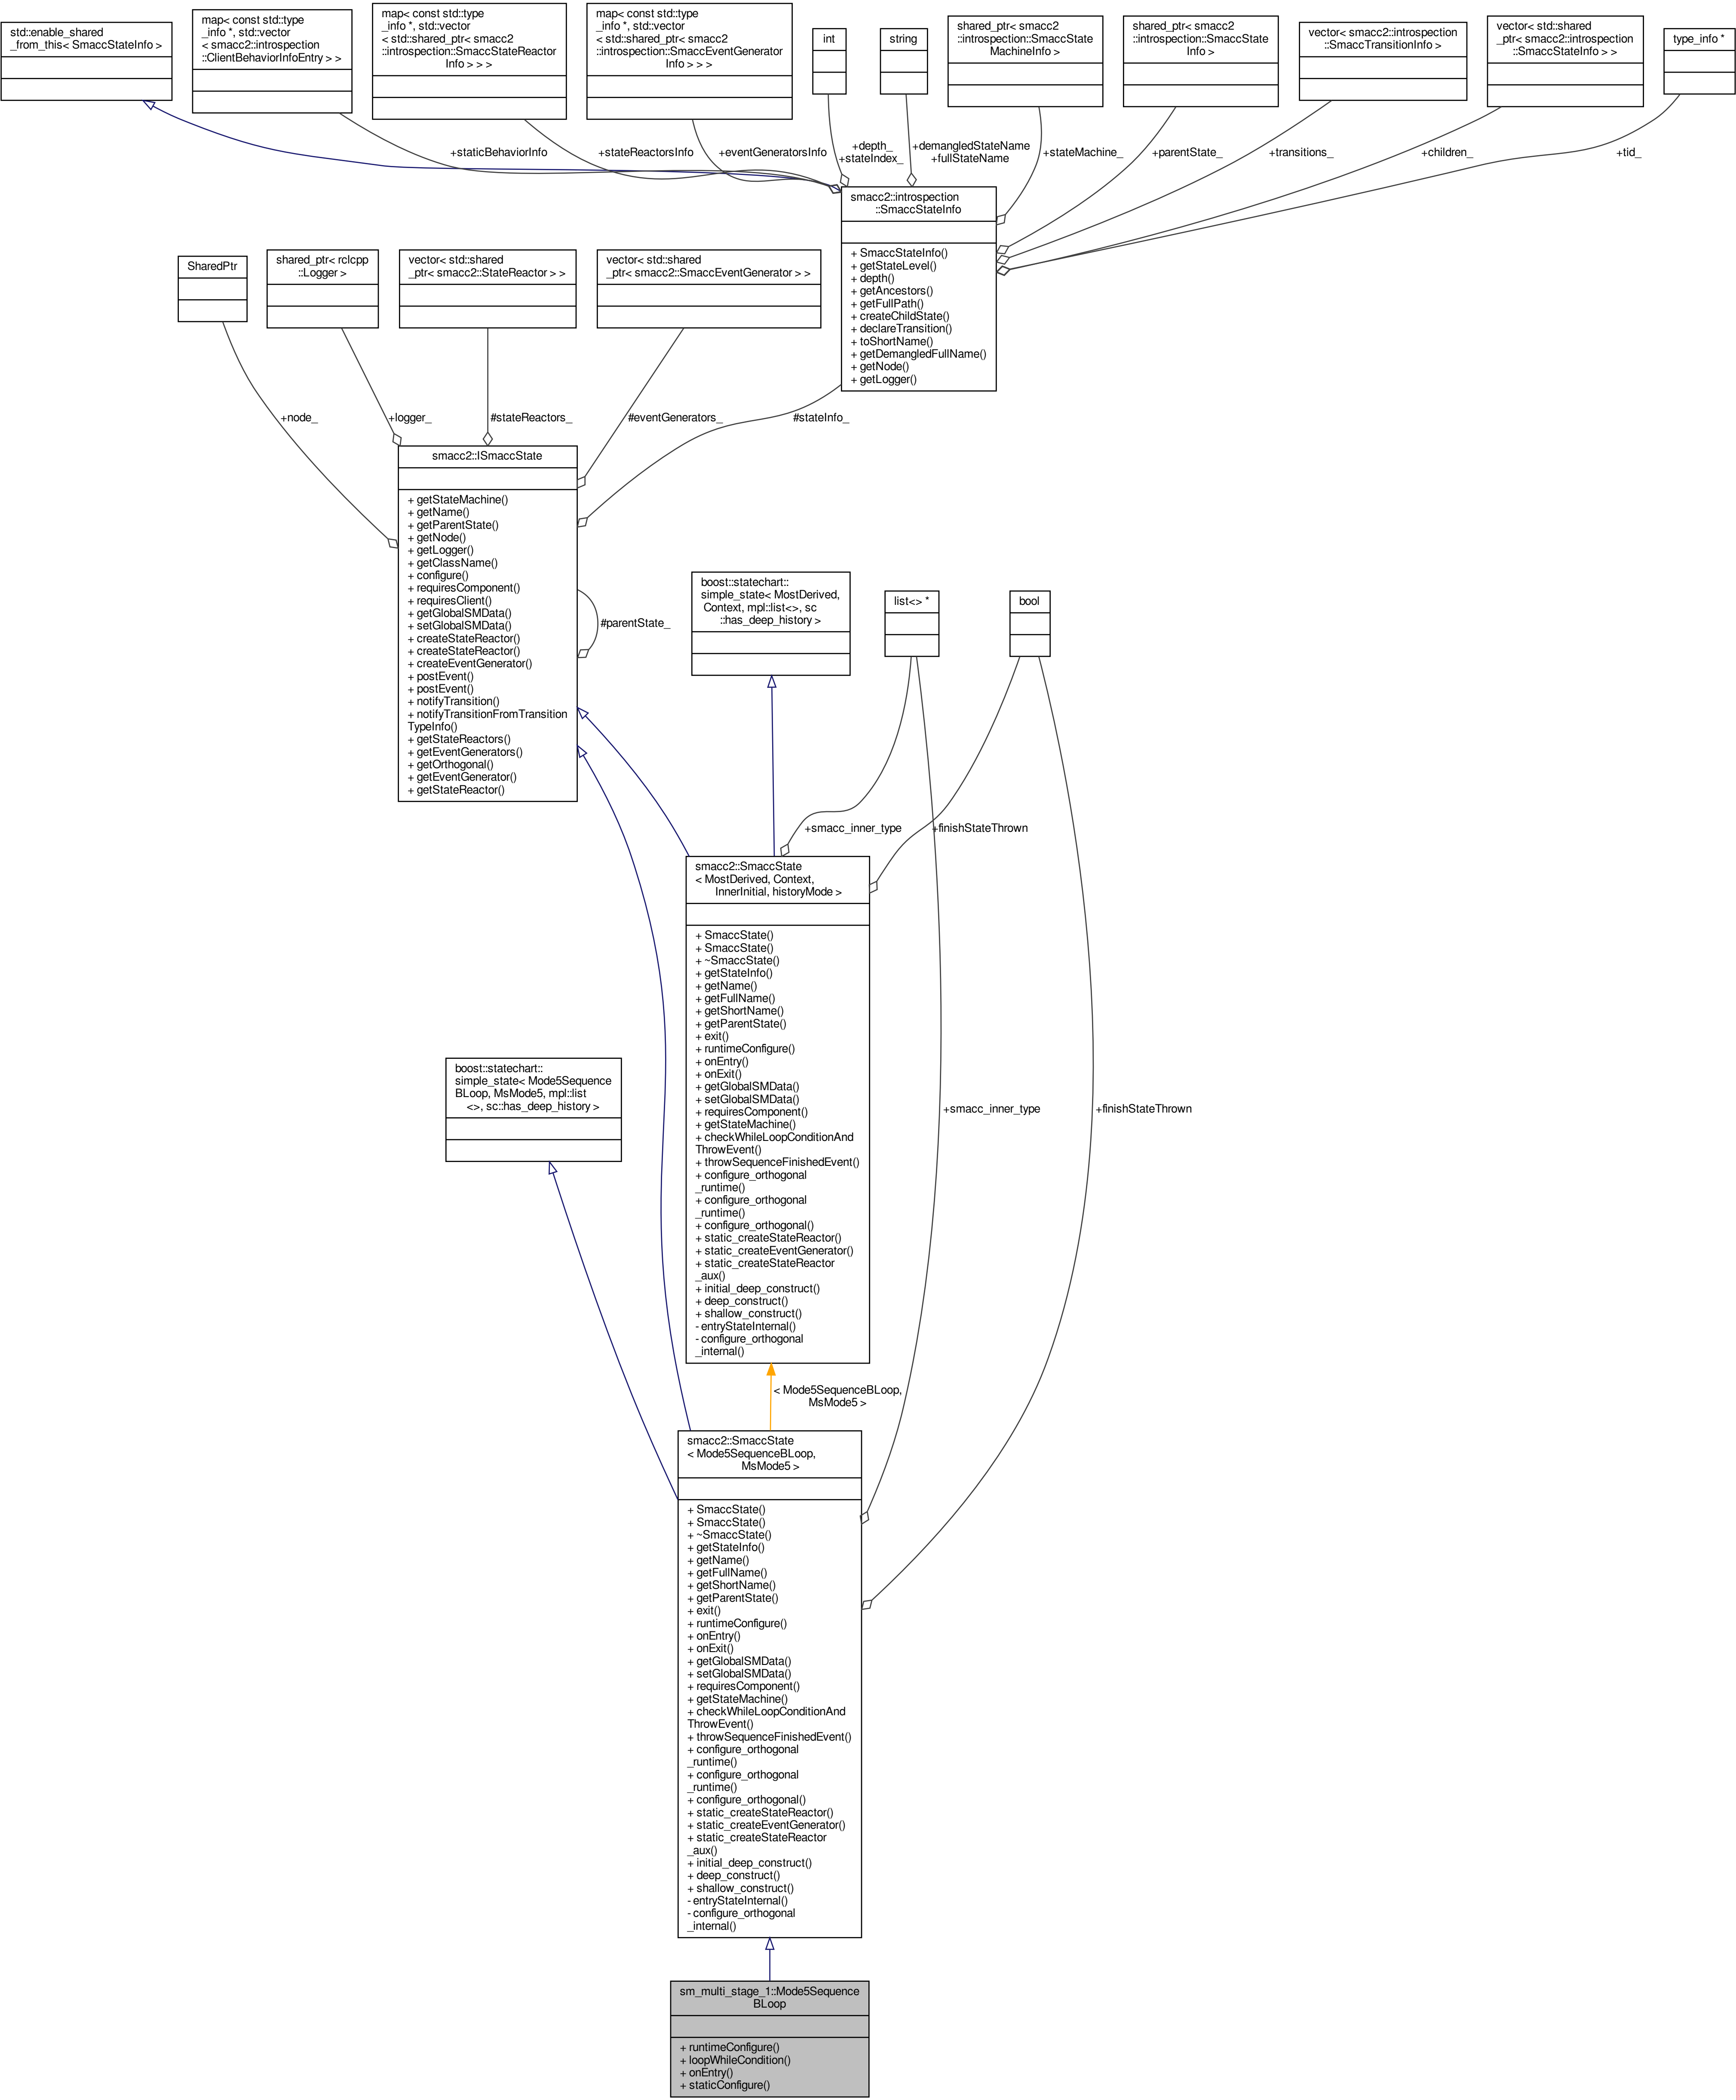 std::enable_shared
_from_this< SmaccStateInfo >
map< const std::type
_info *, std::vector
< smacc2::introspection
::ClientBehaviorInfoEntry > >
map< const std::type
_info *, std::vector
< std::shared_ptr< smacc2
::introspection::SmaccStateReactor
Info > > >
map< const std::type
_info *, std::vector
< std::shared_ptr< smacc2
::introspection::SmaccEventGenerator
Info > > >
int
string
shared_ptr< smacc2
::introspection::SmaccState
MachineInfo >
shared_ptr< smacc2
::introspection::SmaccState
Info >
vector< smacc2::introspection
::SmaccTransitionInfo >
vector< std::shared
_ptr< smacc2::introspection
::SmaccStateInfo > >
type_info *
+staticBehaviorInfo
+stateReactorsInfo
+eventGeneratorsInfo
+depth_
+stateIndex_
+demangledStateName
+fullStateName
+stateMachine_
+parentState_
+transitions_
+children_
+tid_
smacc2::introspection
::SmaccStateInfo
+ SmaccStateInfo()
+ getStateLevel()
+ depth()
+ getAncestors()
+ getFullPath()
+ createChildState()
+ declareTransition()
+ toShortName()
+ getDemangledFullName()
+ getNode()
+ getLogger()
SharedPtr
shared_ptr< rclcpp
::Logger >
vector< std::shared
_ptr< smacc2::StateReactor > >
vector< std::shared
_ptr< smacc2::SmaccEventGenerator > >
+node_
+logger_
#stateReactors_
#eventGenerators_
#stateInfo_
smacc2::ISmaccState
+ getStateMachine()
+ getName()
+ getParentState()
+ getNode()
+ getLogger()
+ getClassName()
+ configure()
+ requiresComponent()
+ requiresClient()
+ getGlobalSMData()
+ setGlobalSMData()
+ createStateReactor()
+ createStateReactor()
+ createEventGenerator()
+ postEvent()
+ postEvent()
+ notifyTransition()
+ notifyTransitionFromTransition
TypeInfo()
+ getStateReactors()
+ getEventGenerators()
+ getOrthogonal()
+ getEventGenerator()
+ getStateReactor()
#parentState_
boost::statechart::
simple_state< MostDerived,
Context, mpl::list<>, sc
::has_deep_history >
list<> *
bool
+smacc_inner_type
+finishStateThrown
smacc2::SmaccState
< MostDerived, Context,
InnerInitial, historyMode >
+ SmaccState()
+ SmaccState()
+ ~SmaccState()
+ getStateInfo()
+ getName()
+ getFullName()
+ getShortName()
+ getParentState()
+ exit()
+ runtimeConfigure()
+ onEntry()
+ onExit()
+ getGlobalSMData()
+ setGlobalSMData()
+ requiresComponent()
+ getStateMachine()
+ checkWhileLoopConditionAnd
ThrowEvent()
+ throwSequenceFinishedEvent()
+ configure_orthogonal
_runtime()
+ configure_orthogonal
_runtime()
+ configure_orthogonal()
+ static_createStateReactor()
+ static_createEventGenerator()
+ static_createStateReactor
_aux()
+ initial_deep_construct()
+ deep_construct()
+ shallow_construct()
- entryStateInternal()
- configure_orthogonal
_internal()
boost::statechart::
simple_state< Mode5Sequence
BLoop, MsMode5, mpl::list
<>, sc::has_deep_history >
+smacc_inner_type
+finishStateThrown
< Mode5SequenceBLoop,
MsMode5 >
smacc2::SmaccState
< Mode5SequenceBLoop,
MsMode5 >
+ SmaccState()
+ SmaccState()
+ ~SmaccState()
+ getStateInfo()
+ getName()
+ getFullName()
+ getShortName()
+ getParentState()
+ exit()
+ runtimeConfigure()
+ onEntry()
+ onExit()
+ getGlobalSMData()
+ setGlobalSMData()
+ requiresComponent()
+ getStateMachine()
+ checkWhileLoopConditionAnd
ThrowEvent()
+ throwSequenceFinishedEvent()
+ configure_orthogonal
_runtime()
+ configure_orthogonal
_runtime()
+ configure_orthogonal()
+ static_createStateReactor()
+ static_createEventGenerator()
+ static_createStateReactor
_aux()
+ initial_deep_construct()
+ deep_construct()
+ shallow_construct()
- entryStateInternal()
- configure_orthogonal
_internal()
sm_multi_stage_1::Mode5Sequence
BLoop
+ runtimeConfigure()
+ loopWhileCondition()
+ onEntry()
+ staticConfigure()